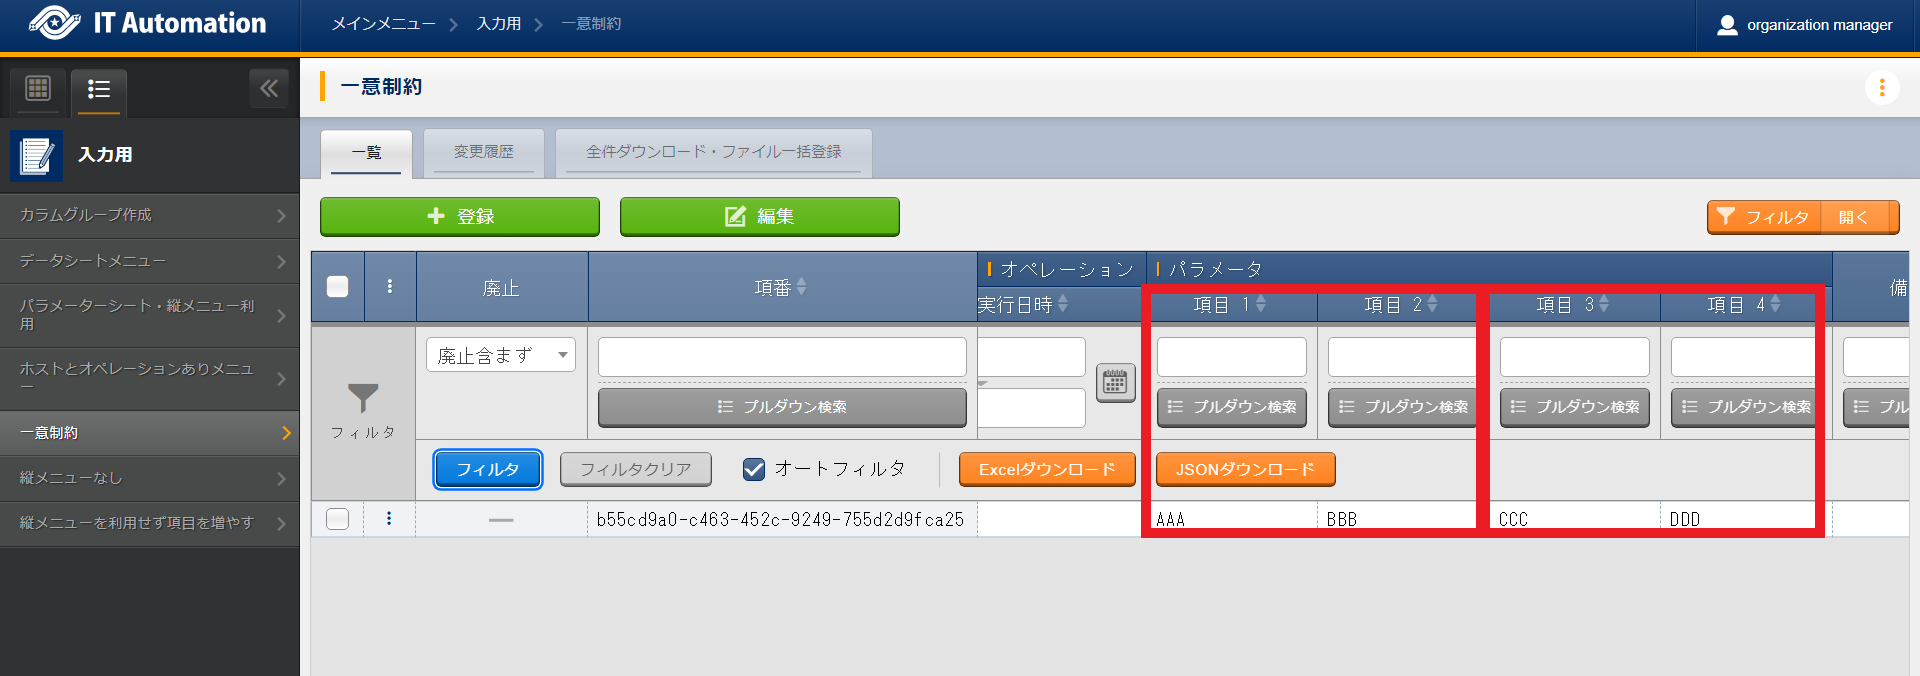 IT Automation
メインメニュー 入力用 一意制約
organization manager
一意制約
入力用
カラムグループ作成
データシートメニュー
パラメーターシート・縦メニュー利
用
ホストとオペレーションありメニュ
ー
一意制約
縦メニューなし
縦メニューを利用せず項目を増やす
一覧 変更履歴 全件ダウンロード・ファイル一括登録
登録 編集
フィルタ 開く
廃止 項番 オペレーション パラメータ 備
実行日時 項目 1 項目 2 項目 3 項目 4
フィルタ
廃止含まず
プルダウン検索 プルダウン検索 プルダウン検索 プルダウン検索 プルダウン検索 プル
フィルタ フィルタクリア オートフィルタ Excelダウンロード JSONダウンロード
b55cd9a0-c463-452c-9249-755d2d9fca25 AAA BBB CCC DDD